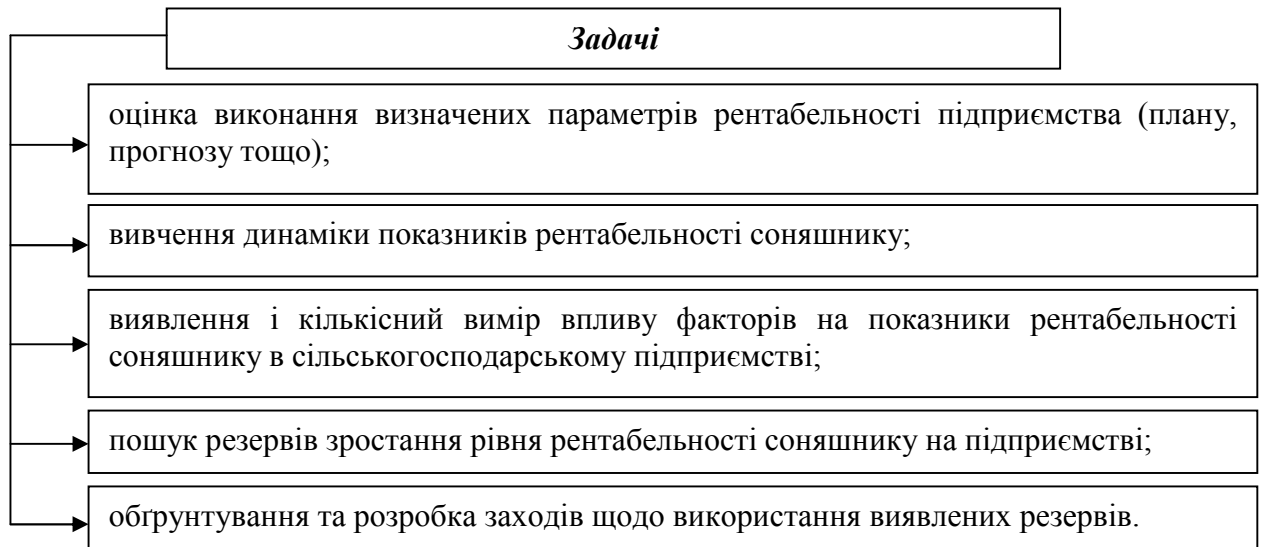 Задачі
оцінка виконання визначених параметрів рентабельності підприємства (плану,
прогнозу тощо);
вивчення динаміки показників рентабельності соняшнику;
виявлення і кількісний вимір впливу факторів на показники рентабельності
соняшнику в сільськогосподарському підприємстві;
пошук резервів зростання рівня рентабельності соняшнику на підприємстві;
обґрунтування та розробка заходів щодо використання виявлених резервів.